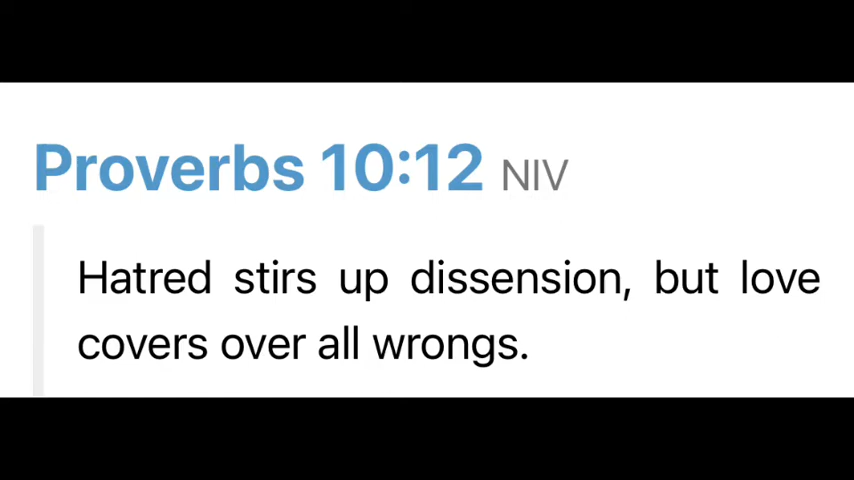 Proverbs 10:12 NIV
Hatred stirs up dissension, but love
covers over all wrongs.